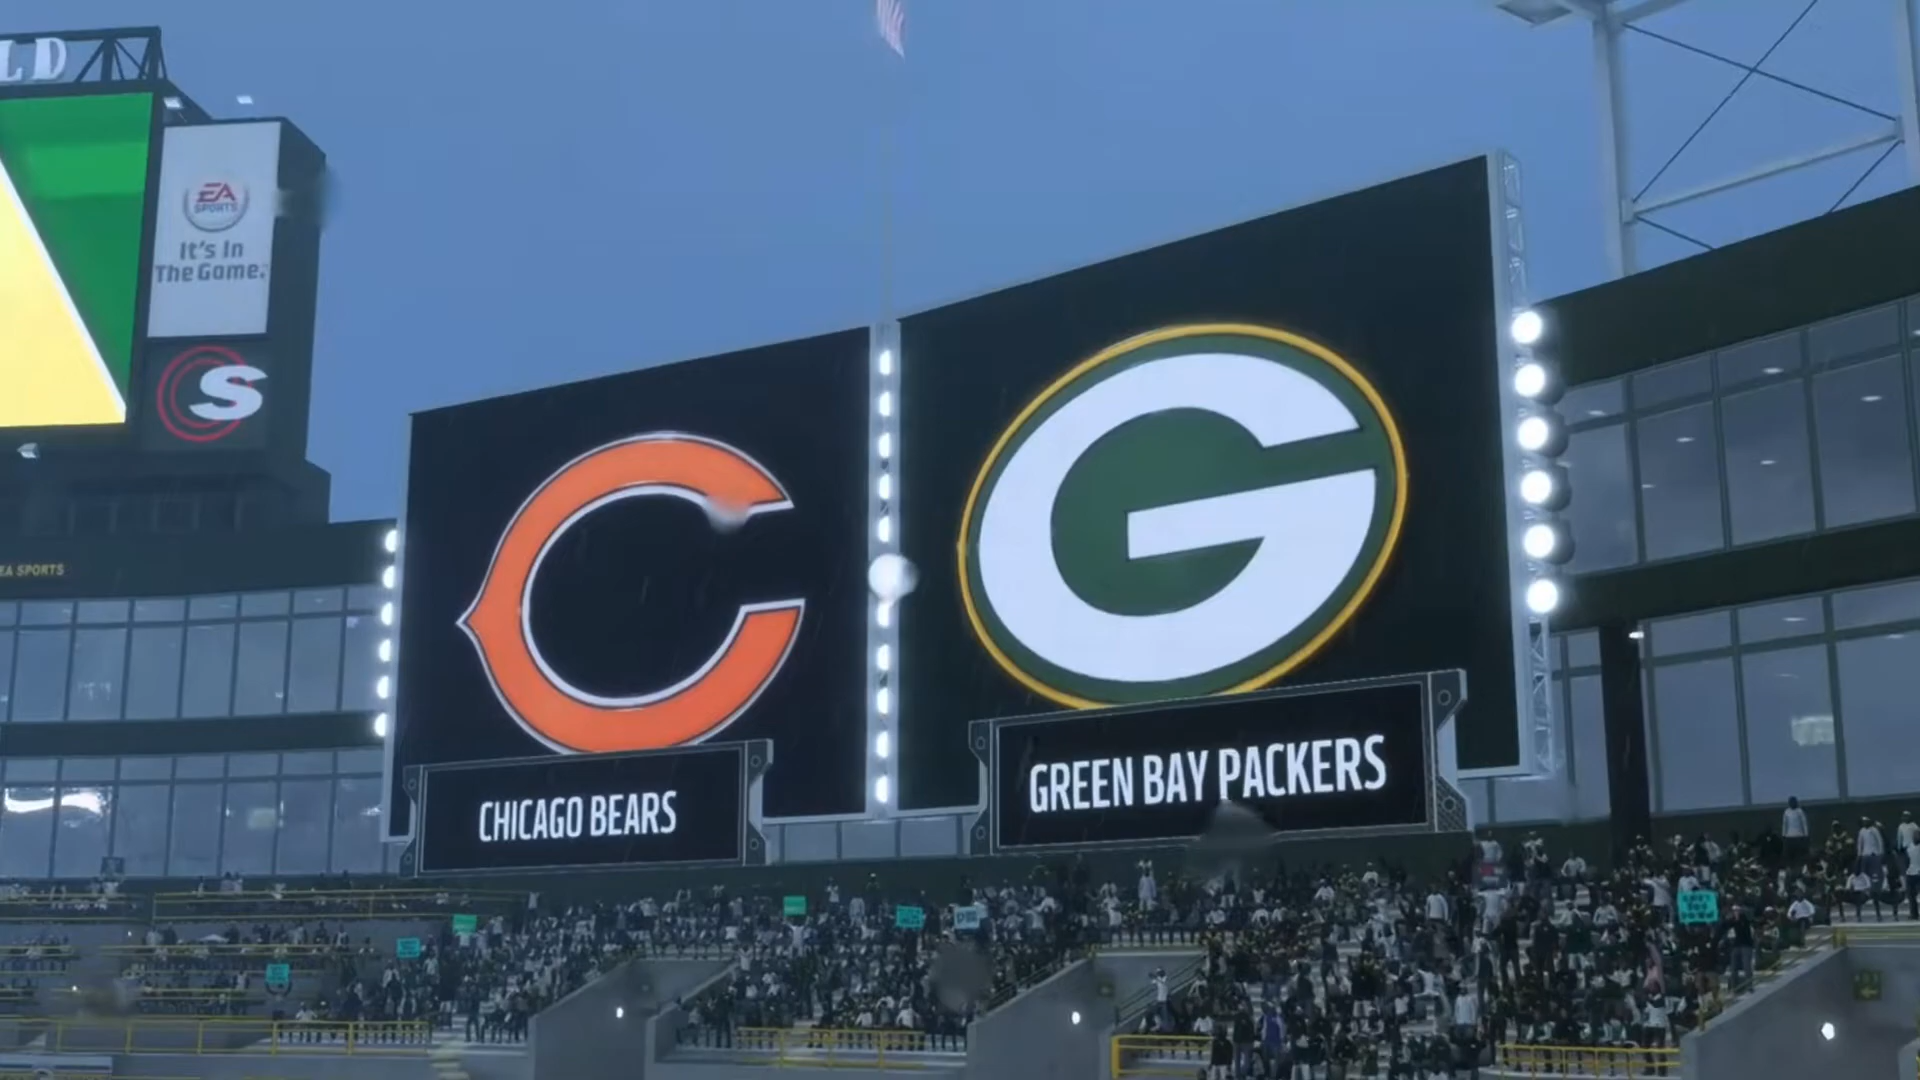 LD
EA
SPORTS
It's In
The Game.
S
EA SPORTS
CHICAGO BEARS
GREEN BAY PACKERS